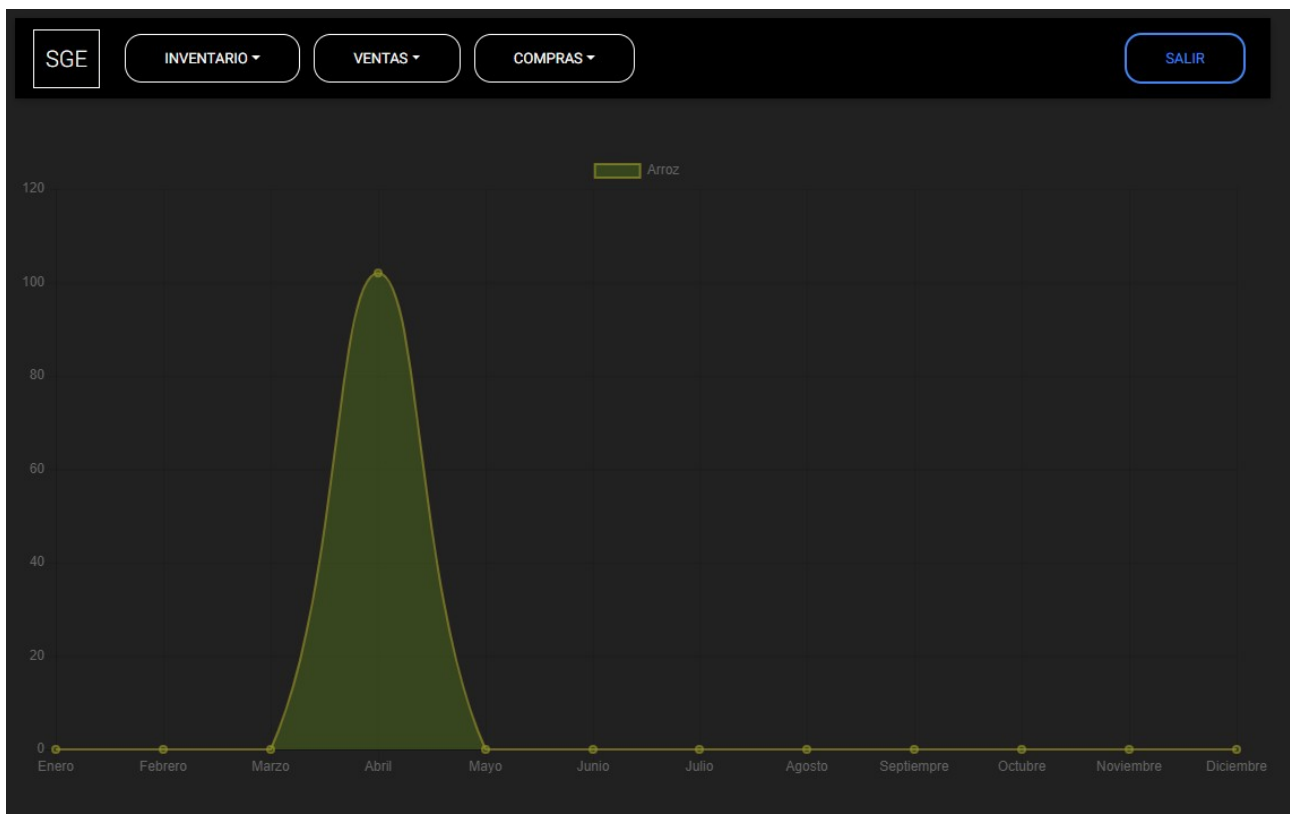 SGE INVENTARIO VENTAS COMPRAS SALIR
Arroz
120
100
80
60
40
20
0
Enero Febrero Marzo Abril Mayo Junio Julio Agosto Septiempre Octubre Noviembre Diciembre